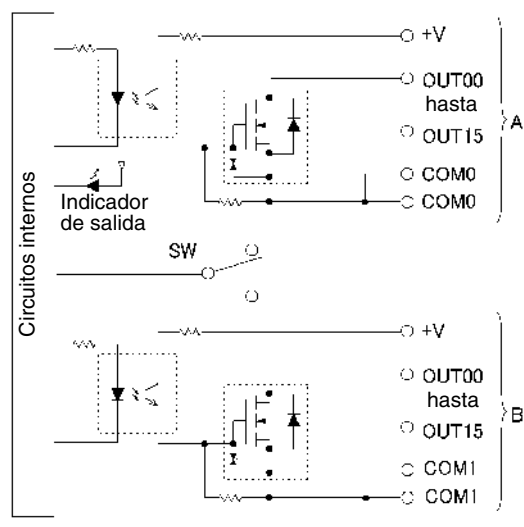 +V
OUT00
hasta
OUT15
A
COM0
COM0
Indicador
de salida
Circuitos internos
SW
+V
OUT00
hasta
OUT15
B
COM1
COM1